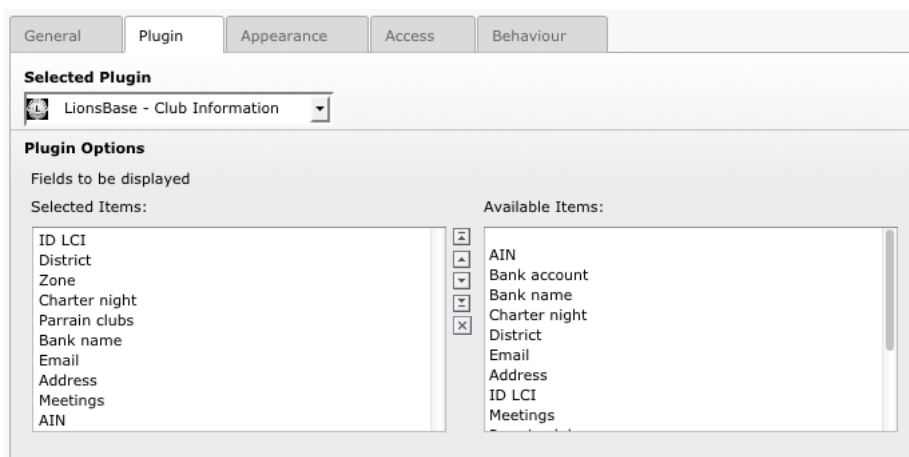 General Plugin Appearance Access Behaviour
Selected Plugin
LionsBase - Club Information
Plugin Options
Fields to be displayed
Selected Items:
ID LCI
District
Zone
Charter night
Parrain clubs
Bank name
Email
Address
Meetings
AIN
Available Items:
AIN
Bank account
Bank name
Charter night
District
Email
Address
ID LCI
Meetings